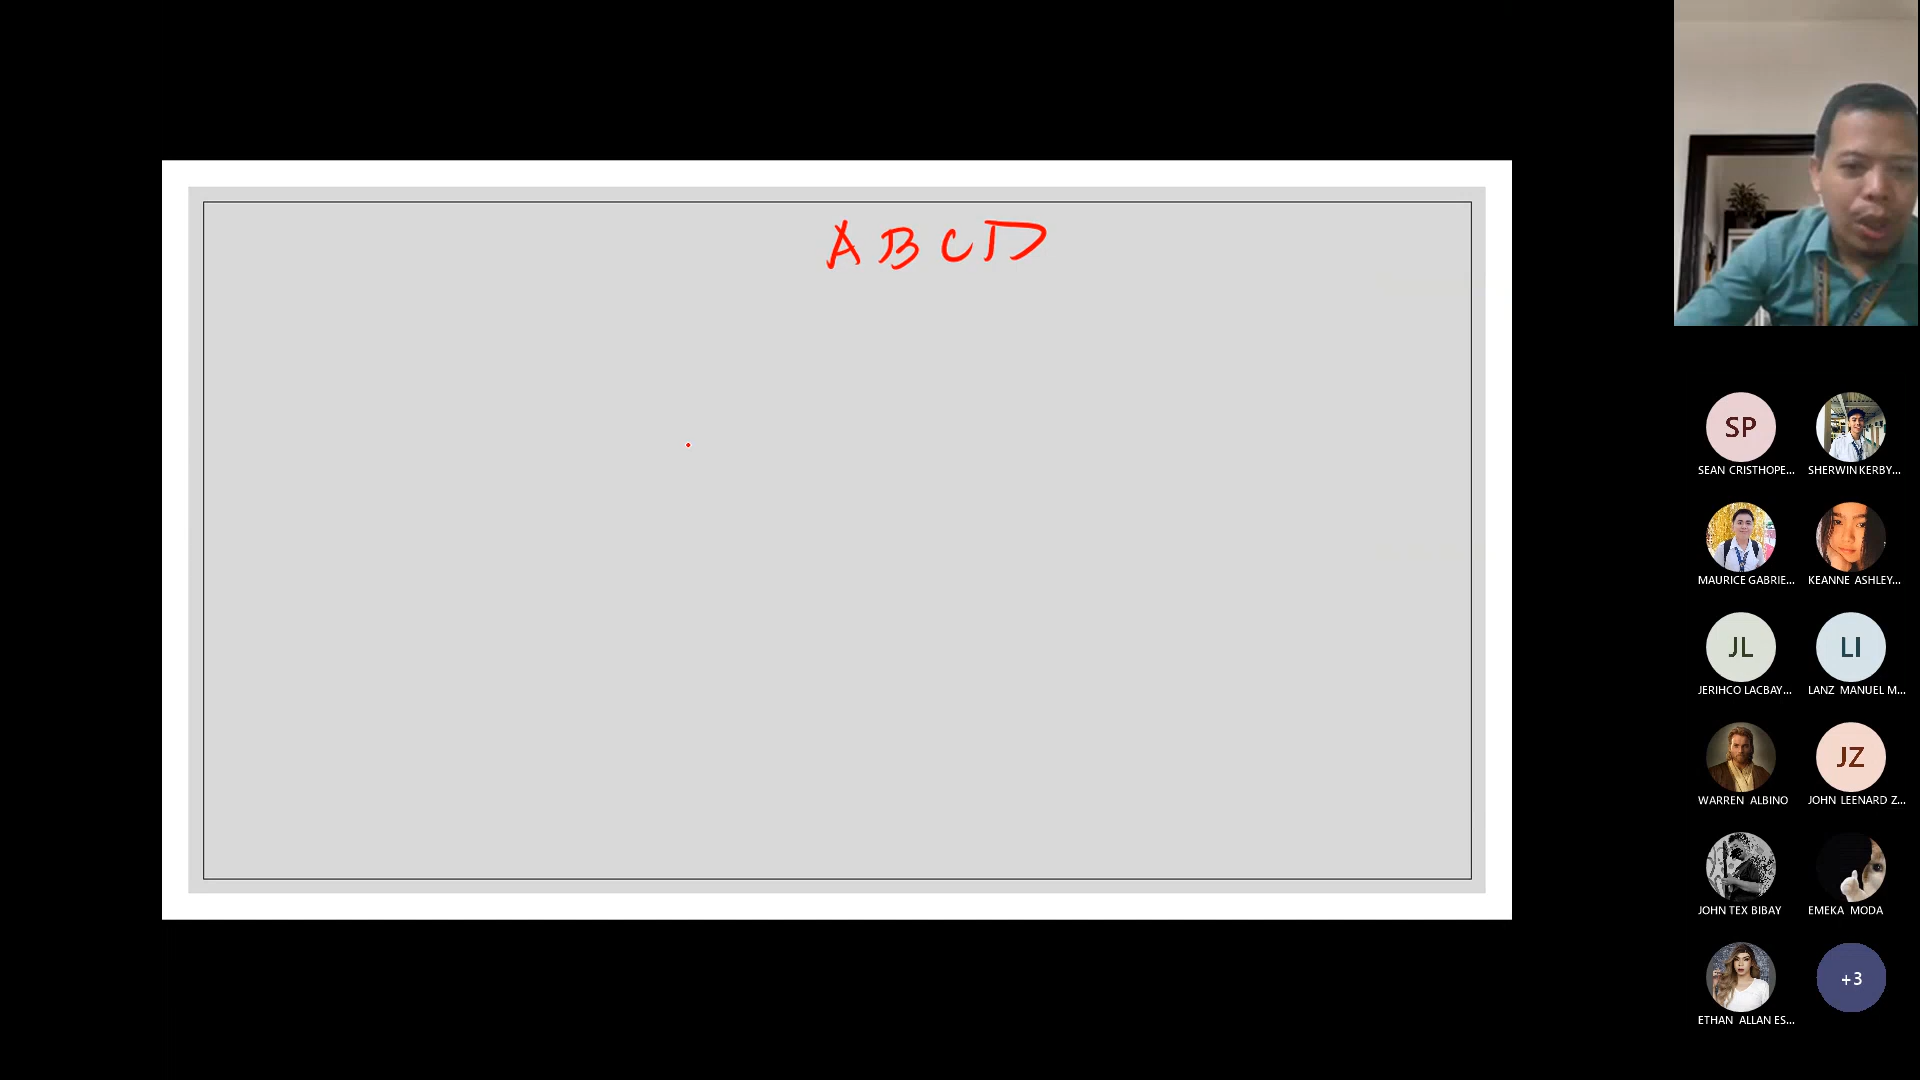 A B C D
SP
SEAN CRISTHOPE...
SHERWIN KERBY...
MAURICE GABRIE...
KEANNE ASHLEY...
JL
JERIHCO LACBAY...
LI
LANZ MANUEL M...
WARREN ALBINO
JZ
JOHN LEENARD Z...
JOHN TEX BIBAY
EMEKA MODA
ETHAN ALLAN ES...
+3